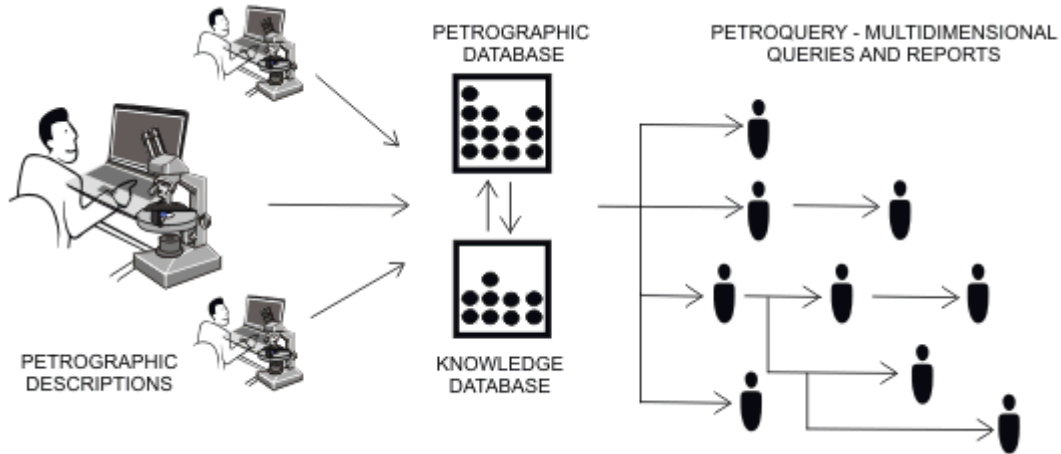 PETROGRAPHIC
DATABASE
PETROQUERY - MULTIDIMENSIONAL
QUERIES AND REPORTS
PETROGRAPHIC
DESCRIPTIONS
KNOWLEDGE
DATABASE